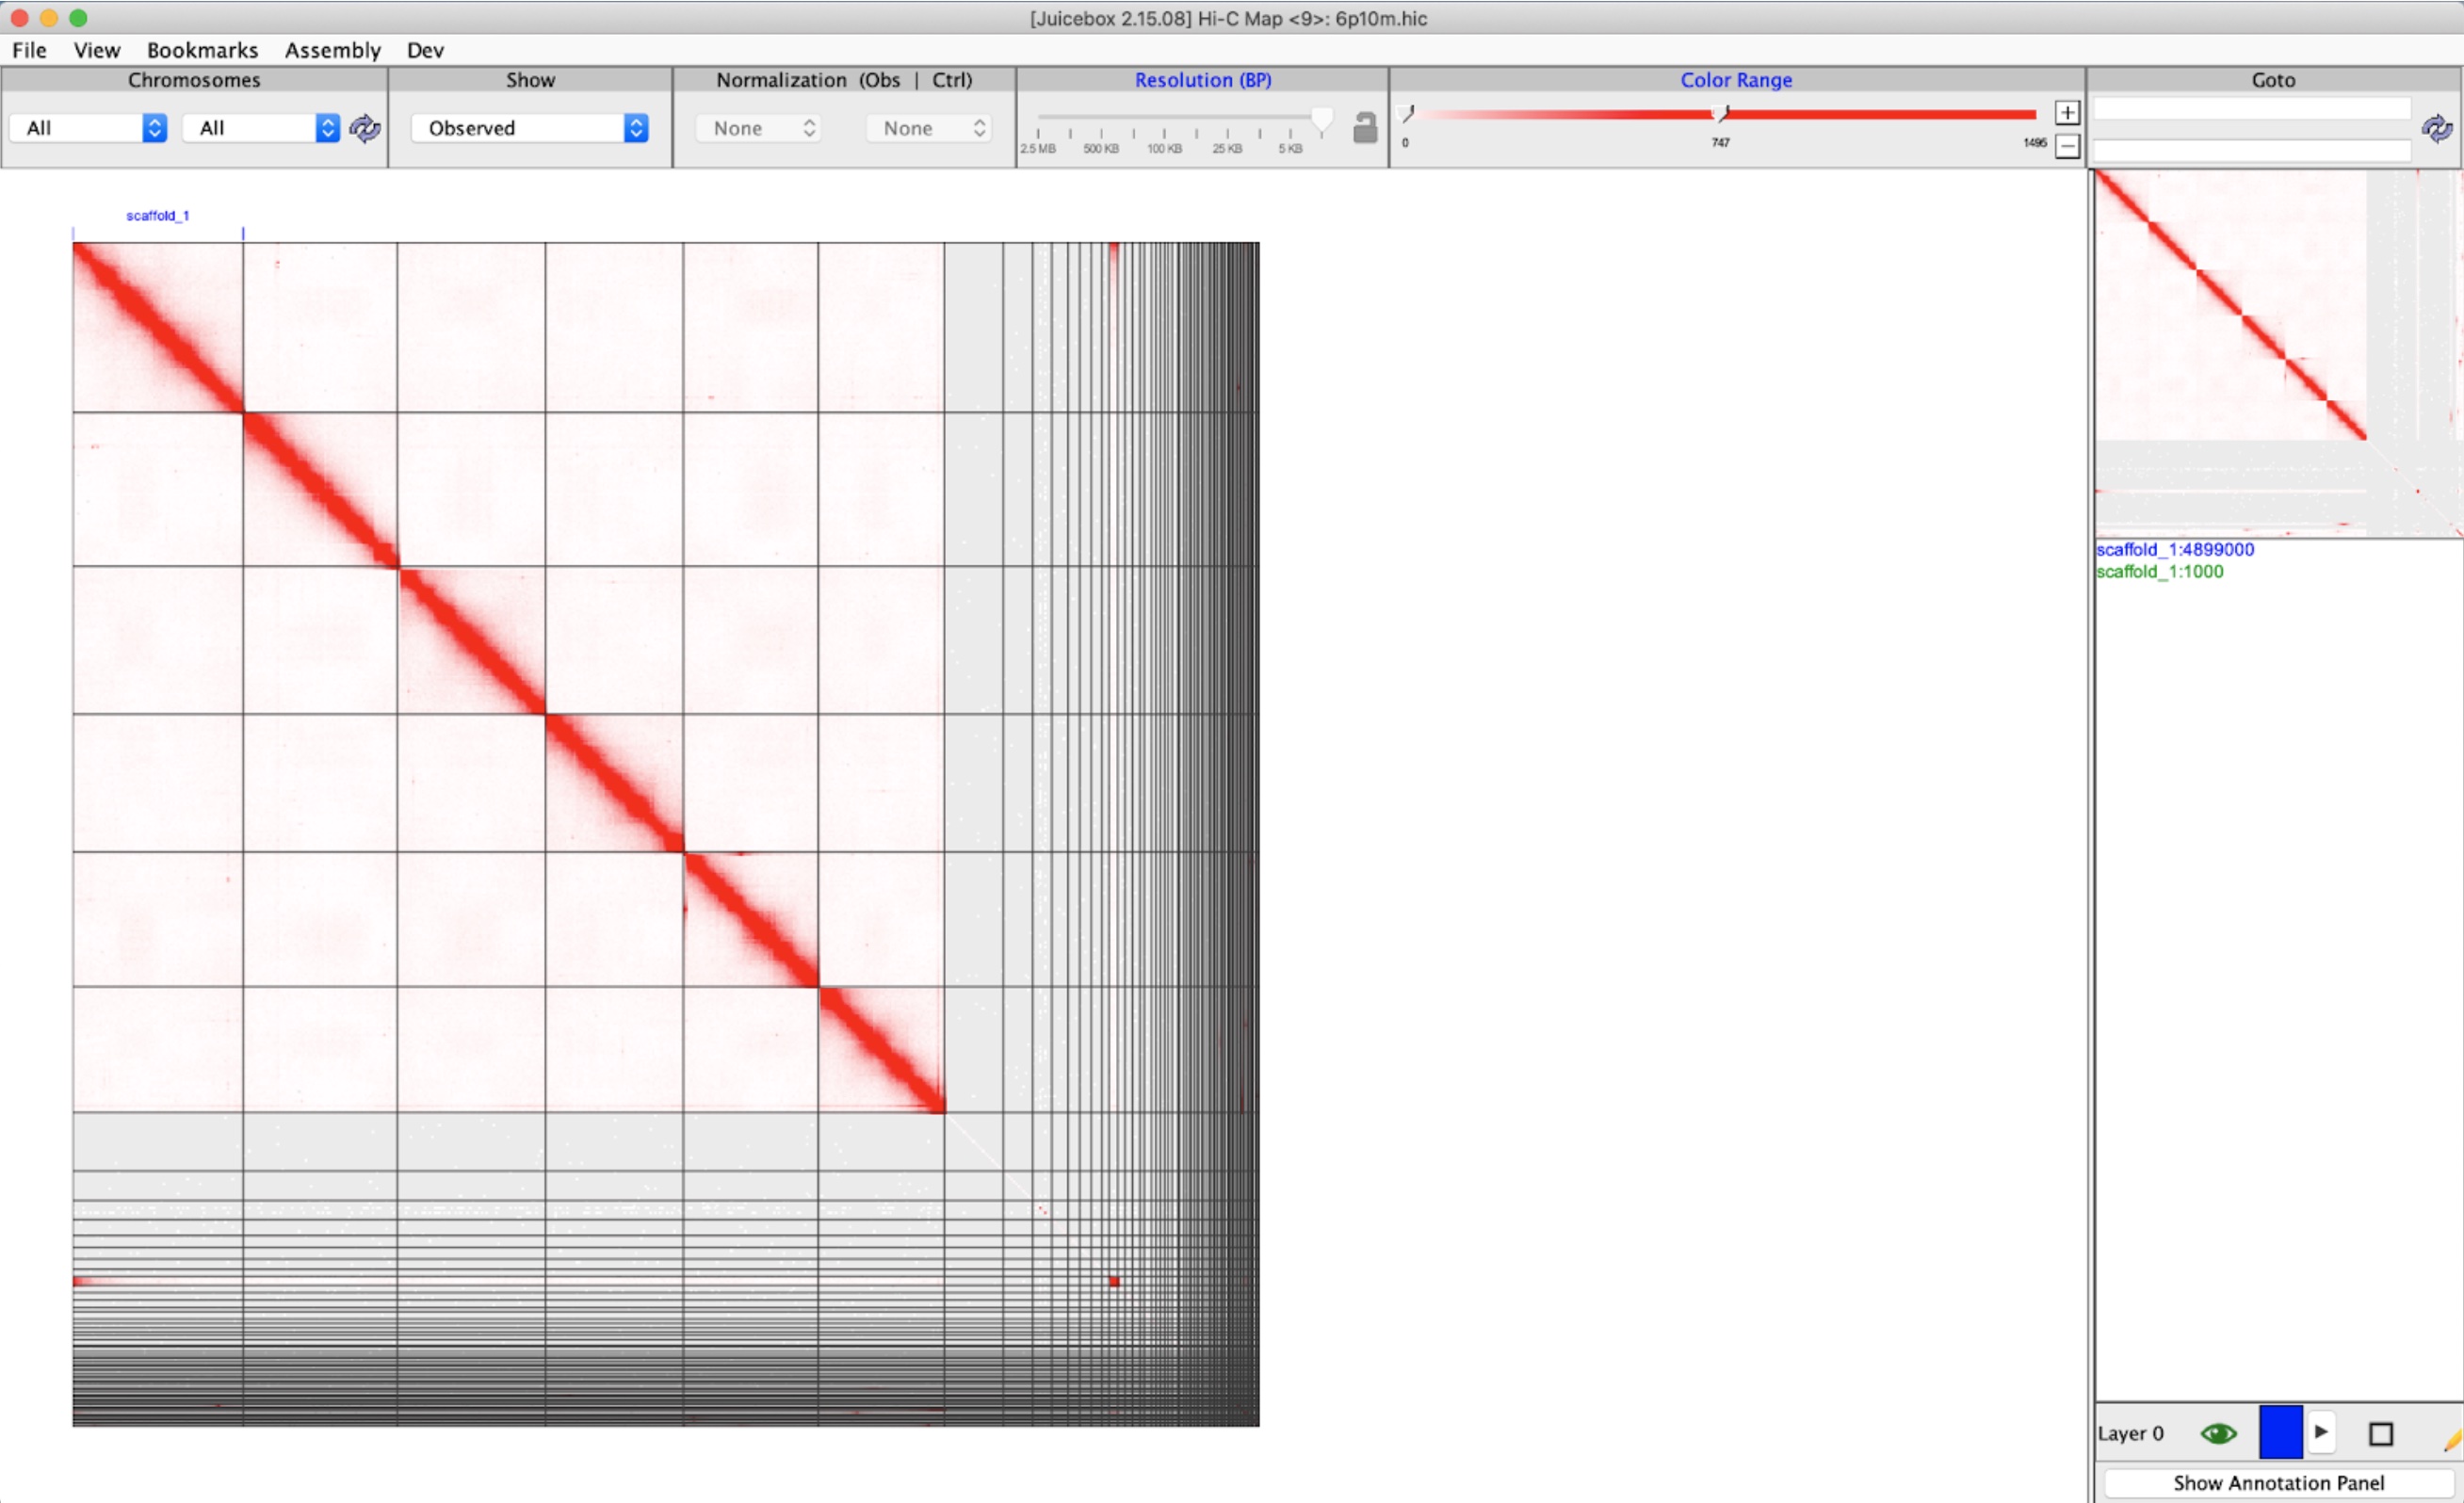 [Juicebox 2.15.08] Hi-C Map <9>: 6p10m.hic
File View Bookmarks Assembly Dev
Chromosomes Show Normalization (Obs | Ctrl) Resolution (BP) Color Range Goto
All All Observed None None
2.5 MB 500 KB 100 KB 25 KB 5 KB 0 747 1495
scaffold_1
scaffold_1:4899000
scaffold_1:1000
Layer 0
Show Annotation Panel